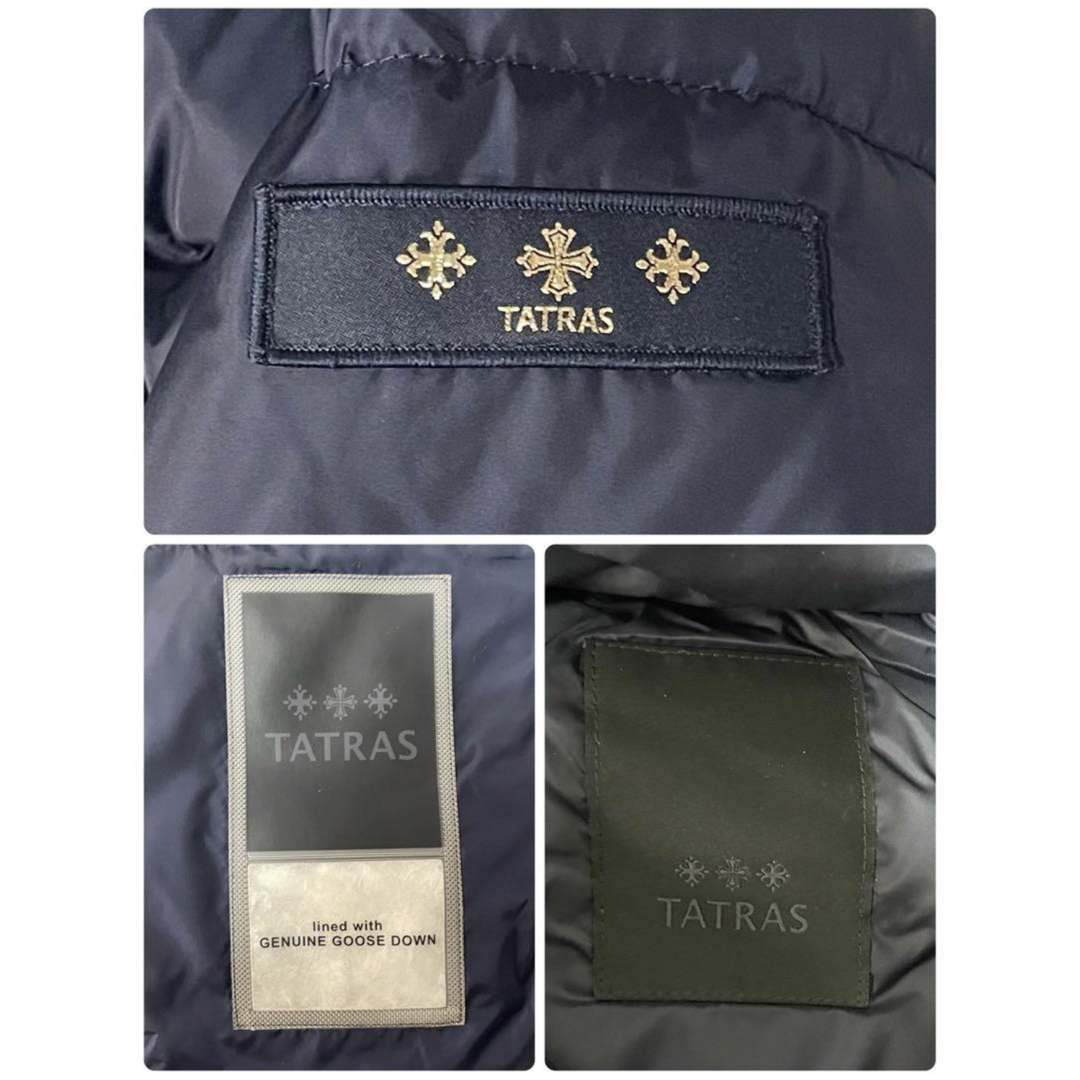 TATRAS
TATRAS
lined with
GENUINE GOOSE DOWN
TATRAS